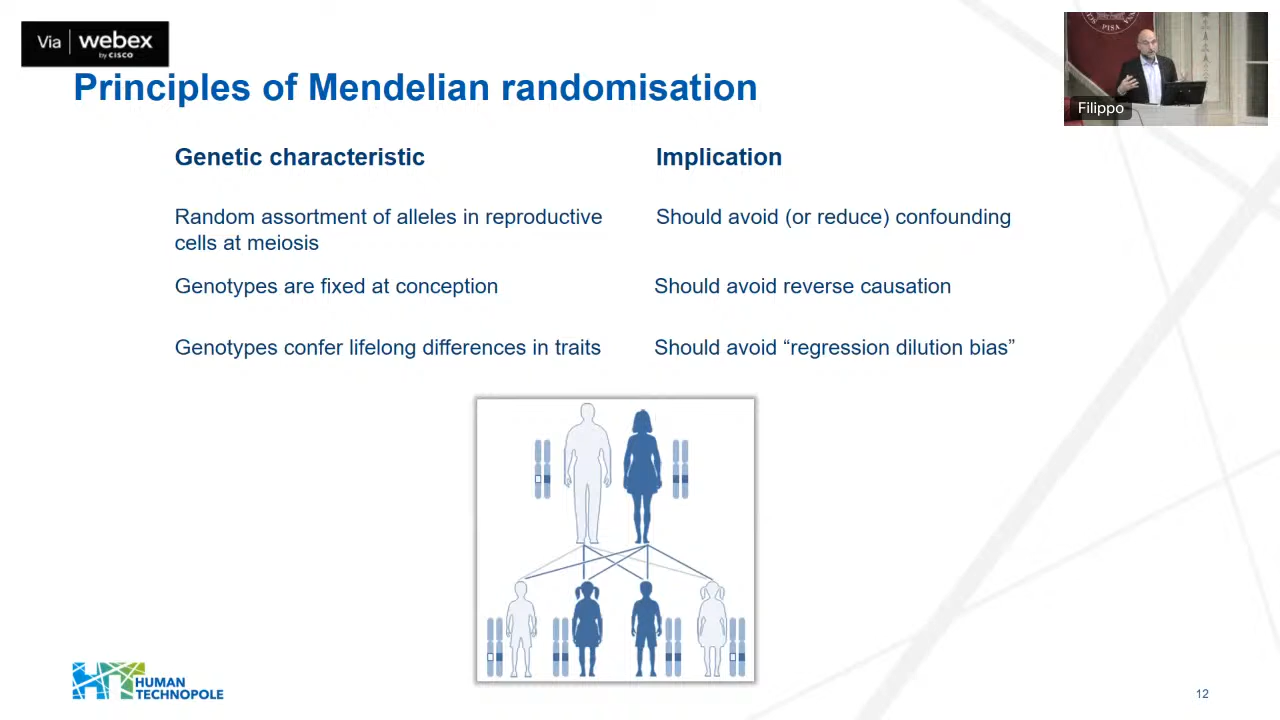 Via webex
by CISCO
PISA
Filippo
Principles of Mendelian randomisation
Genetic characteristic
Implication
Random assortment of alleles in reproductive
cells at meiosis
Should avoid (or reduce) confounding
Genotypes are fixed at conception
Should avoid reverse causation
Genotypes confer lifelong differences in traits
Should avoid “regression dilution bias”
HUMAN
TECHNOPOLE
12